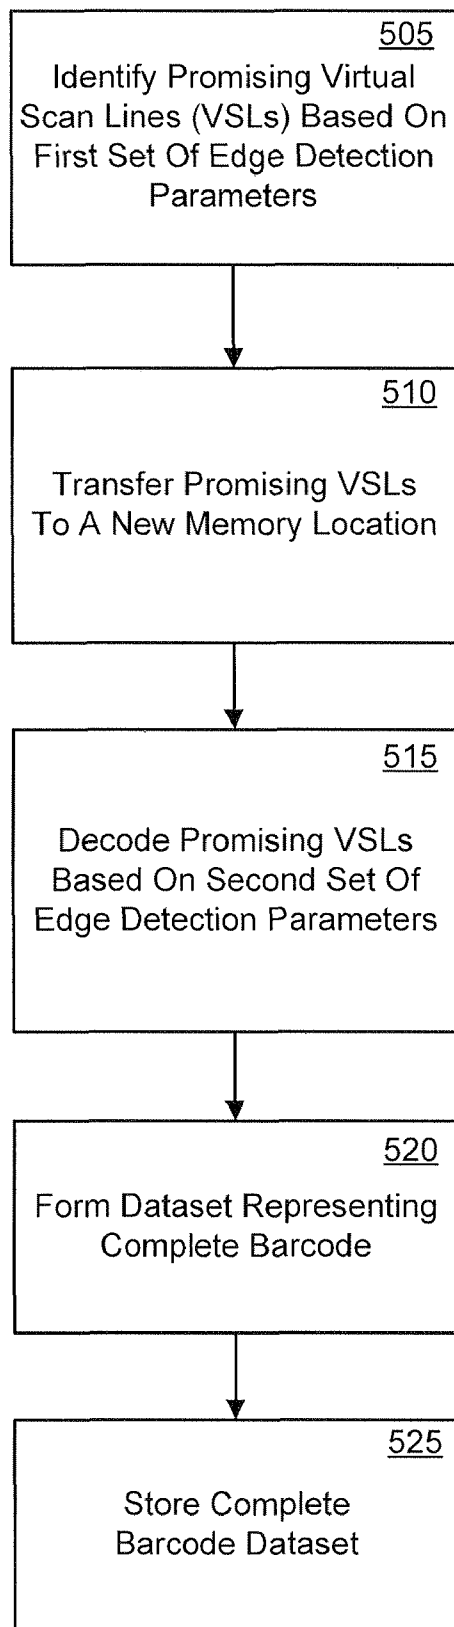 505
Identify Promising Virtual
Scan Lines (VSLs) Based On
First Set Of Edge Detection
Parameters
510
Transfer Promising VSLs
To A New Memory Location
515
Decode Promising VSLs
Based On Second Set Of
Edge Detection Parameters
520
Form Dataset Representing
Complete Barcode
525
Store Complete
Barcode Dataset